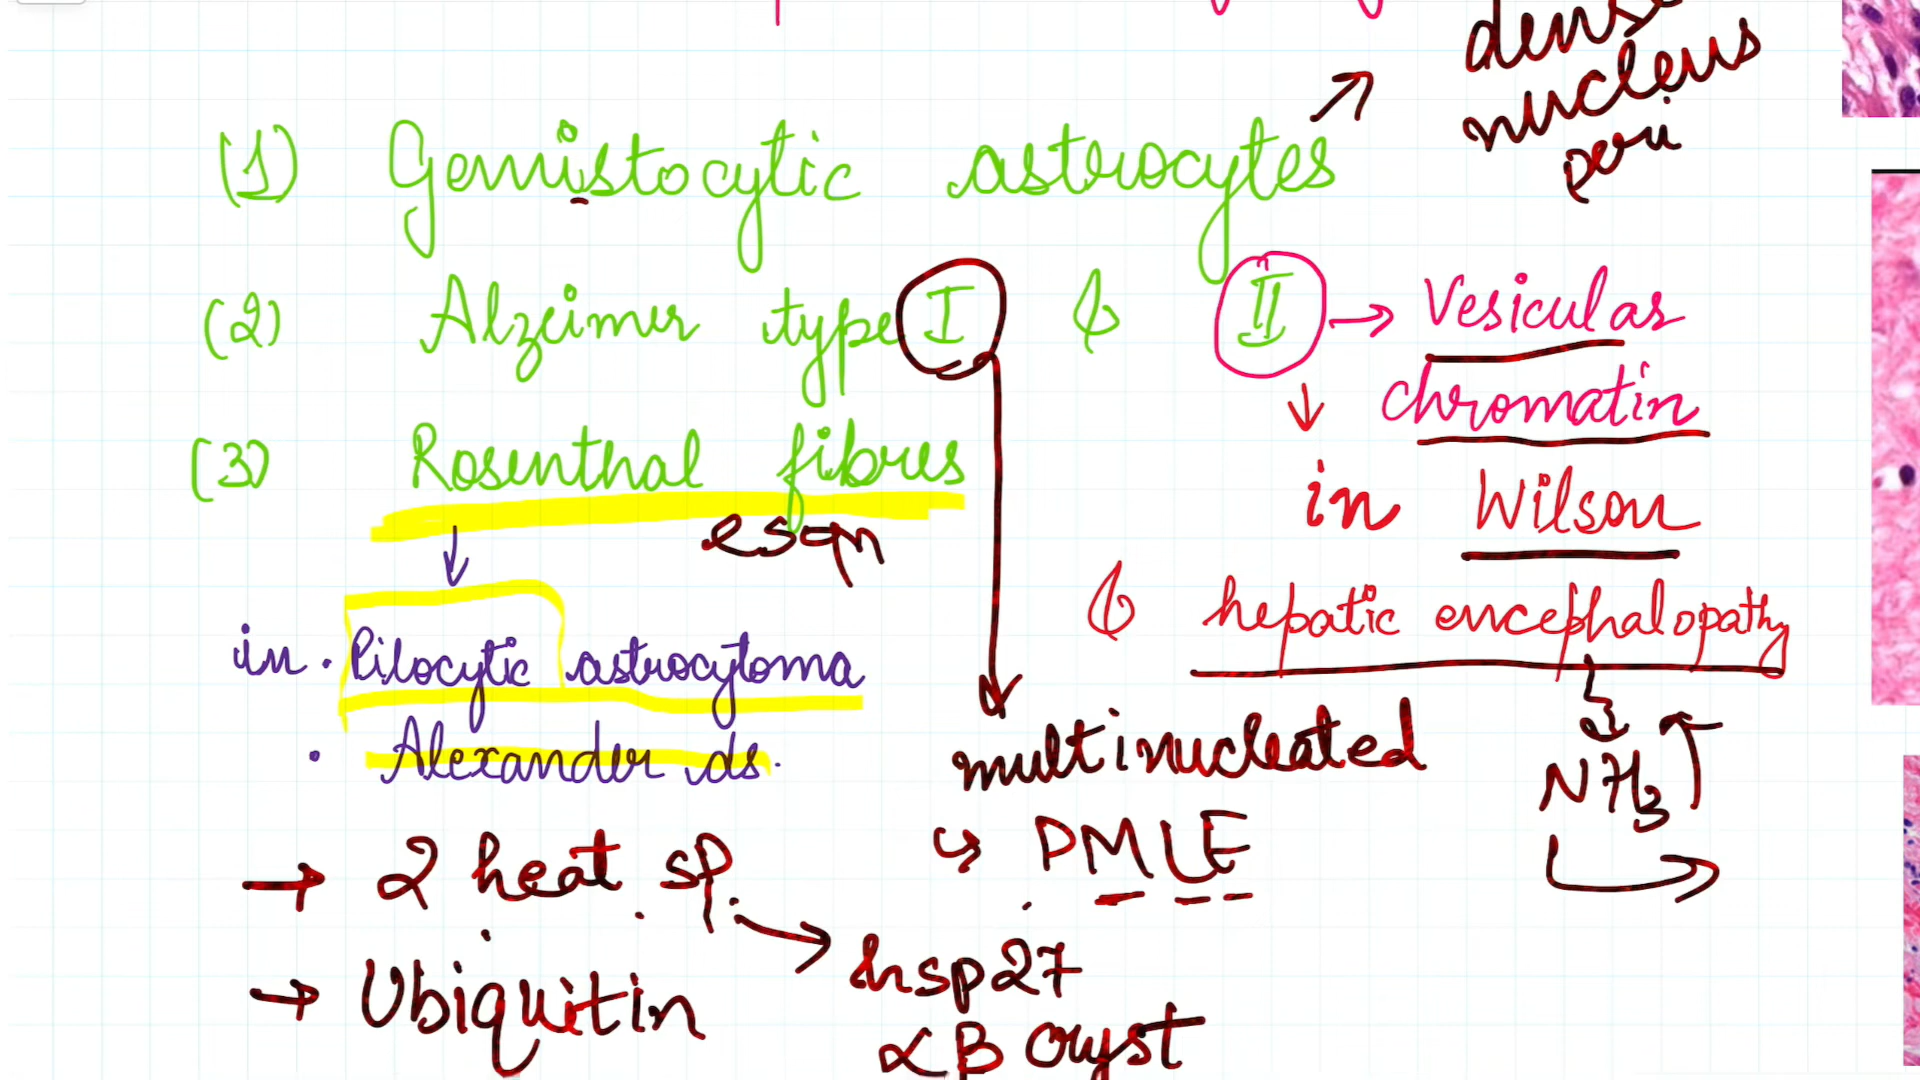 dense
nucleus
peri
(1) Gemistocytic astrocytes
(2) Alzeimer type I & II → Vesicular
chromatin
(3) Rosenthal fibres
eson
in Wilson
& hepatic encephalopathy
in . Pilocytic astrocytoma
. Alexander ds.
multinucleated
NH3 ↑
→ 2 heat sp.
↳ PMLE
→ hsp27
αB cryst
→ Ubiquitin